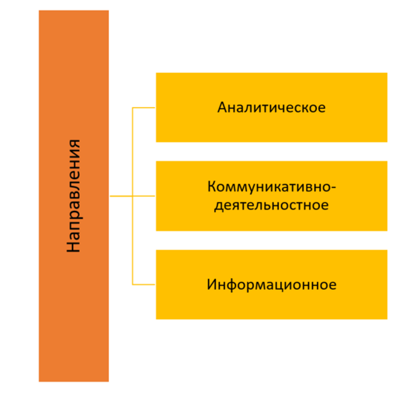 Направления
Аналитическое
Коммуникативно-
деятельностное
Информационное